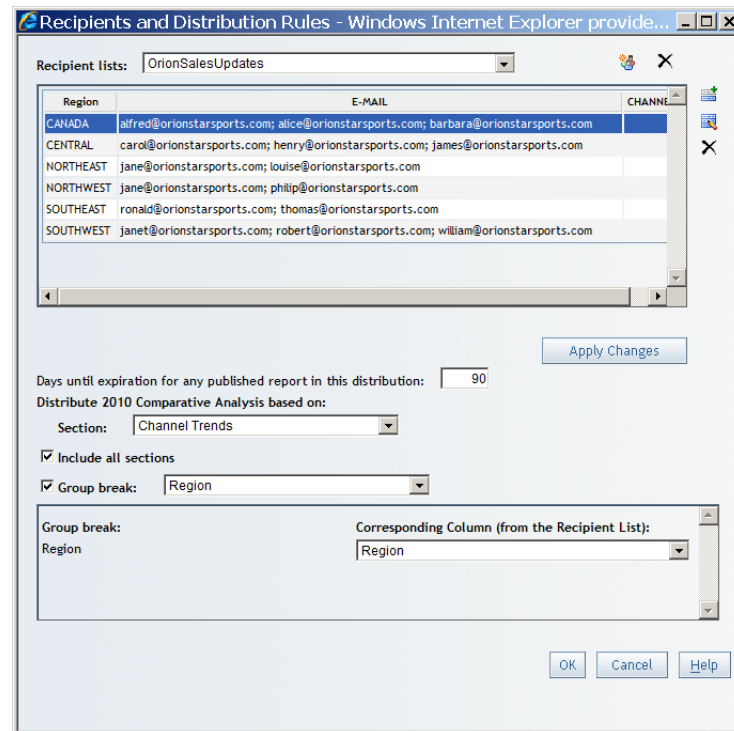 Recipients and Distribution Rules - Windows Internet Explorer provide...
Recipient lists: OrionSalesUpdates
Region E-MAIL CHANNE
CANADA alfred@orionstarsports.com; alice@orionstarsports.com; barbara@orionstarsports.com
CENTRAL carol@orionstarsports.com; henry@orionstarsports.com; james@orionstarsports.com
NORTHEAST jane@orionstarsports.com; louise@orionstarsports.com
NORTHWEST jane@orionstarsports.com; philip@orionstarsports.com
SOUTHEAST ronald@orionstarsports.com; thomas@orionstarsports.com
SOUTHWEST janet@orionstarsports.com; robert@orionstarsports.com; william@orionstarsports.com
Apply Changes
Days until expiration for any published report in this distribution: 90
Distribute 2010 Comparative Analysis based on:
Section: Channel Trends
Include all sections
Group break: Region
Group break: Corresponding Column (from the Recipient List):
Region Region
OK Cancel Help